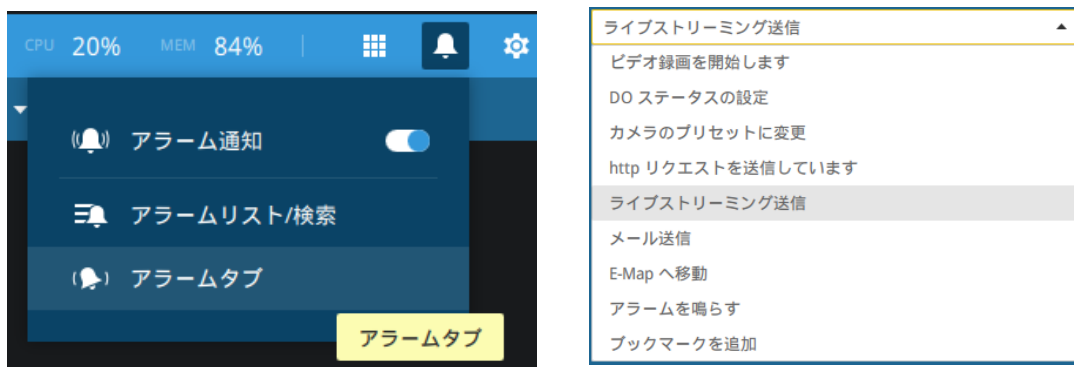 CPU 20% MEM 84%
アラーム通知
アラームリスト/検索
アラームタブ
アラームタブ
ライブストリーミング送信
ビデオ録画を開始します
DO ステータスの設定
カメラのプリセットに変更
http リクエストを送信しています
ライブストリーミング送信
メール送信
E-Map へ移動
アラームを鳴らす
ブックマークを追加